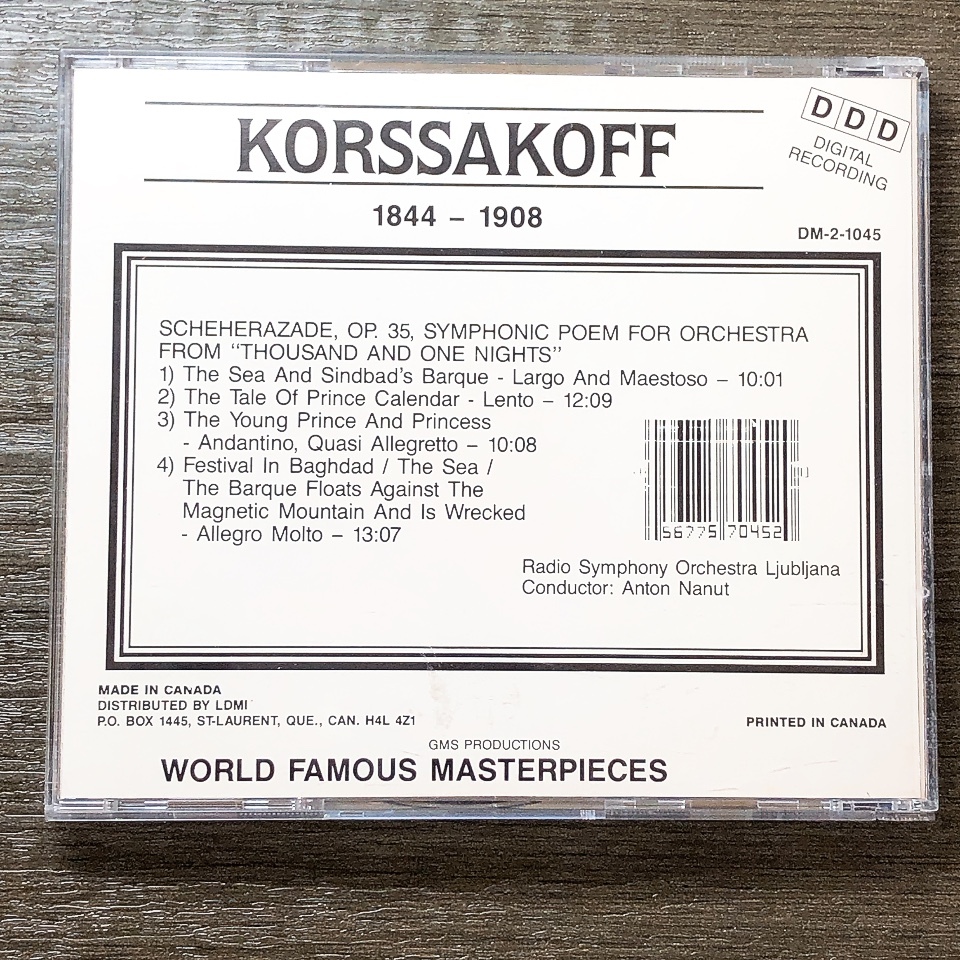 KORSSAKOFF
1844 – 1908
DDD
DIGITAL
RECORDING
DM-2-1045
SCHEHERAZADE, OP. 35, SYMPHONIC POEM FOR ORCHESTRA
FROM “THOUSAND AND ONE NIGHTS”
1) The Sea And Sindbad's Barque - Largo And Maestoso – 10:01
2) The Tale Of Prince Calendar - Lento – 12:09
3) The Young Prince And Princess
- Andantino, Quasi Allegretto – 10:08
4) Festival In Baghdad / The Sea /
The Barque Floats Against The
Magnetic Mountain And Is Wrecked
- Allegro Molto – 13:07
56775 70452
Radio Symphony Orchestra Ljubljana
Conductor: Anton Nanut
MADE IN CANADA
DISTRIBUTED BY LDMI
P.O. BOX 1445, ST-LAURENT, QUE., CAN. H4L 4Z1
PRINTED IN CANADA
GMS PRODUCTIONS
WORLD FAMOUS MASTERPIECES